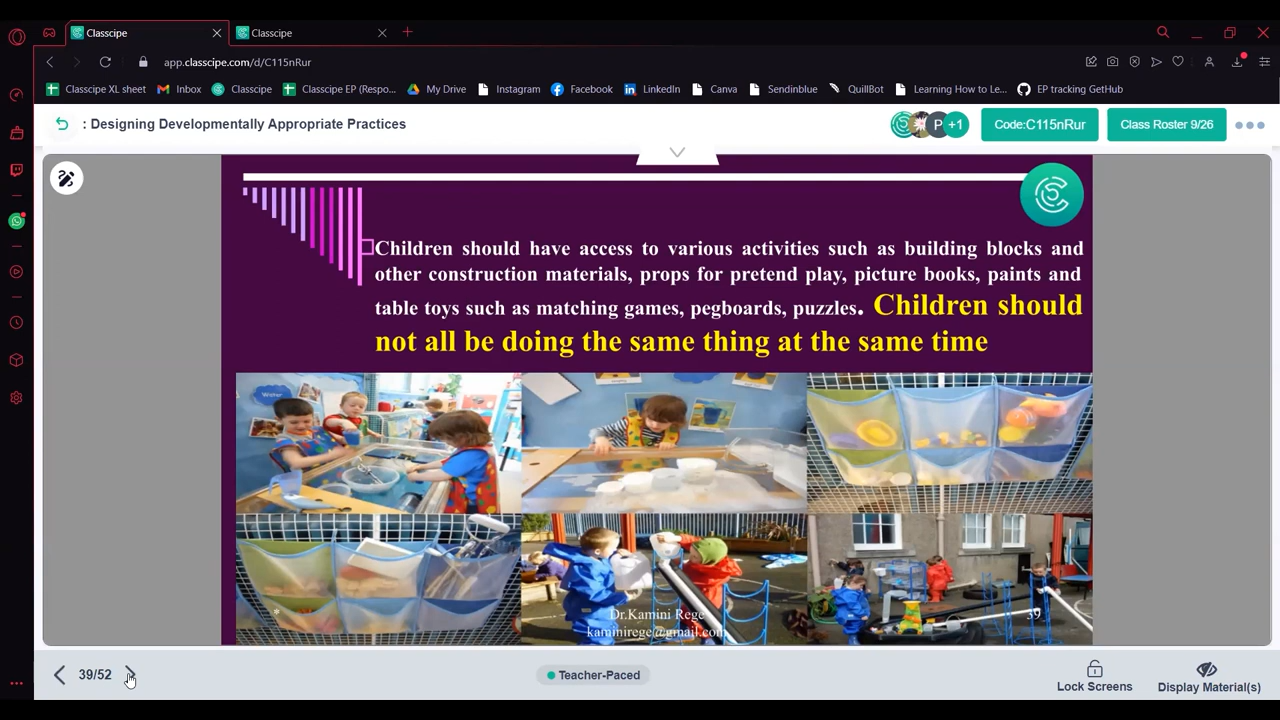 Classcipe
Classcipe
app.classcipe.com/d/C115nRur
Classcipe XL sheet
Inbox
Classcipe
Classcipe EP (Respo...
My Drive
Instagram
Facebook
LinkedIn
Canva
Sendinblue
QuillBot
Learning How to Le...
EP tracking GetHub
: Designing Developmentally Appropriate Practices
P
+1
Code:C115nRur
Class Roster 9/26
Children should have access to various activities such as building blocks and
other construction materials, props for pretend play, picture books, paints and
table toys such as matching games, pegboards, puzzles. Children should
not all be doing the same thing at the same time
Water
*
Dr.Kamini Rege
kaminirege@gmail.com
39
39/52
Teacher-Paced
Lock Screens
Display Material(s)